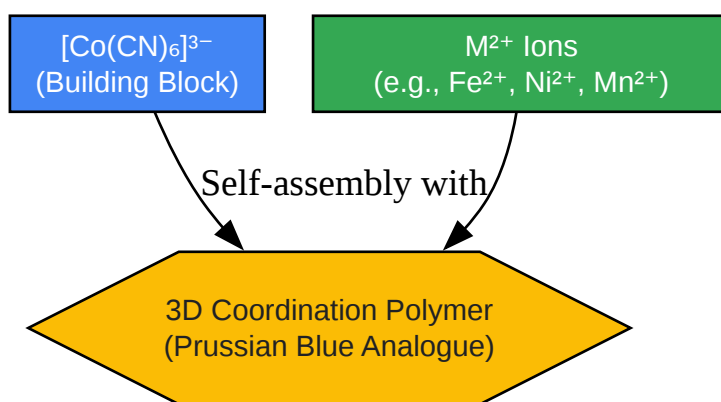 [Co(CN)₆]³⁻
(Building Block)
M²⁺ Ions
(e.g., Fe²⁺, Ni²⁺, Mn²⁺)
Self-assembly with
3D Coordination Polymer
(Prussian Blue Analogue)